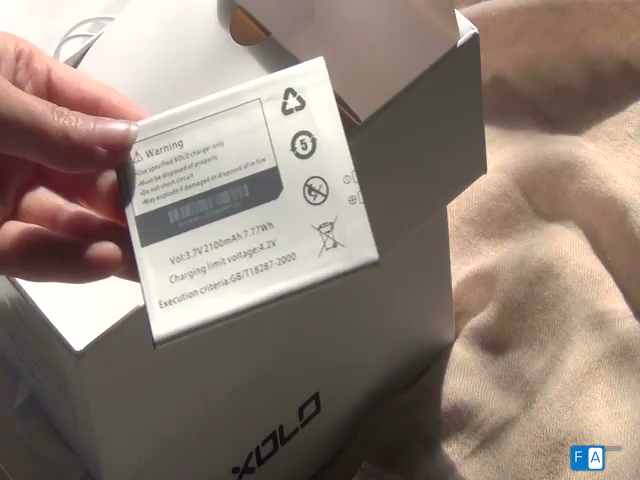 Warning
Use specified XOLO charger only
-Must be disposed of properly
-Do not short circuit
-May explode if damaged or disposed of in fire
5
Vol:3.7V 2100mAh 7.77Wh
Charging limit voltage:4.2V
Execution criteria:GB/T18287-2000
XOLO
FA